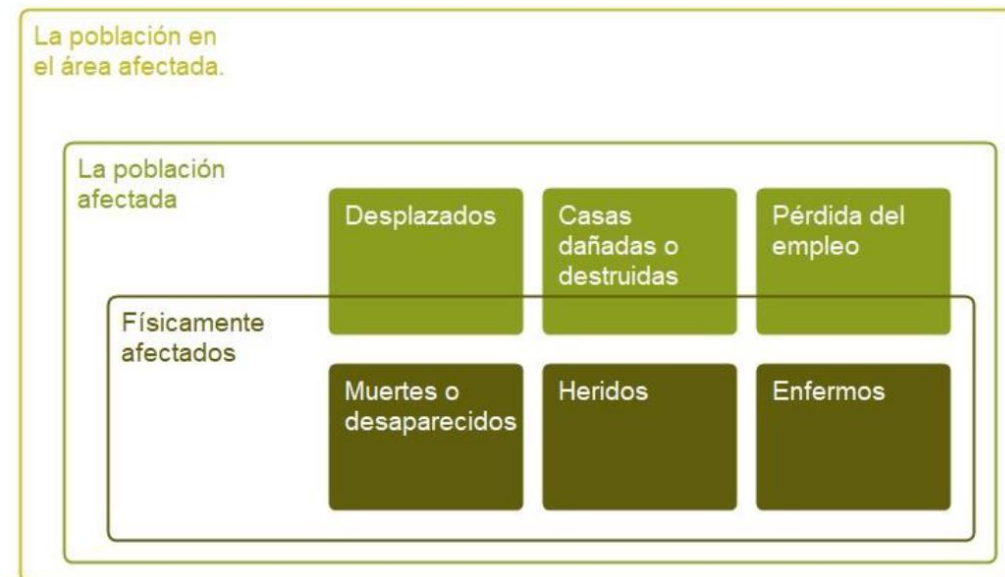 La población en
el área afectada.
La población
afectada
Desplazados
Casas
dañadas o
destruidas
Pérdida del
empleo
Físicamente
afectados
Muertes o
desaparecidos
Heridos
Enfermos